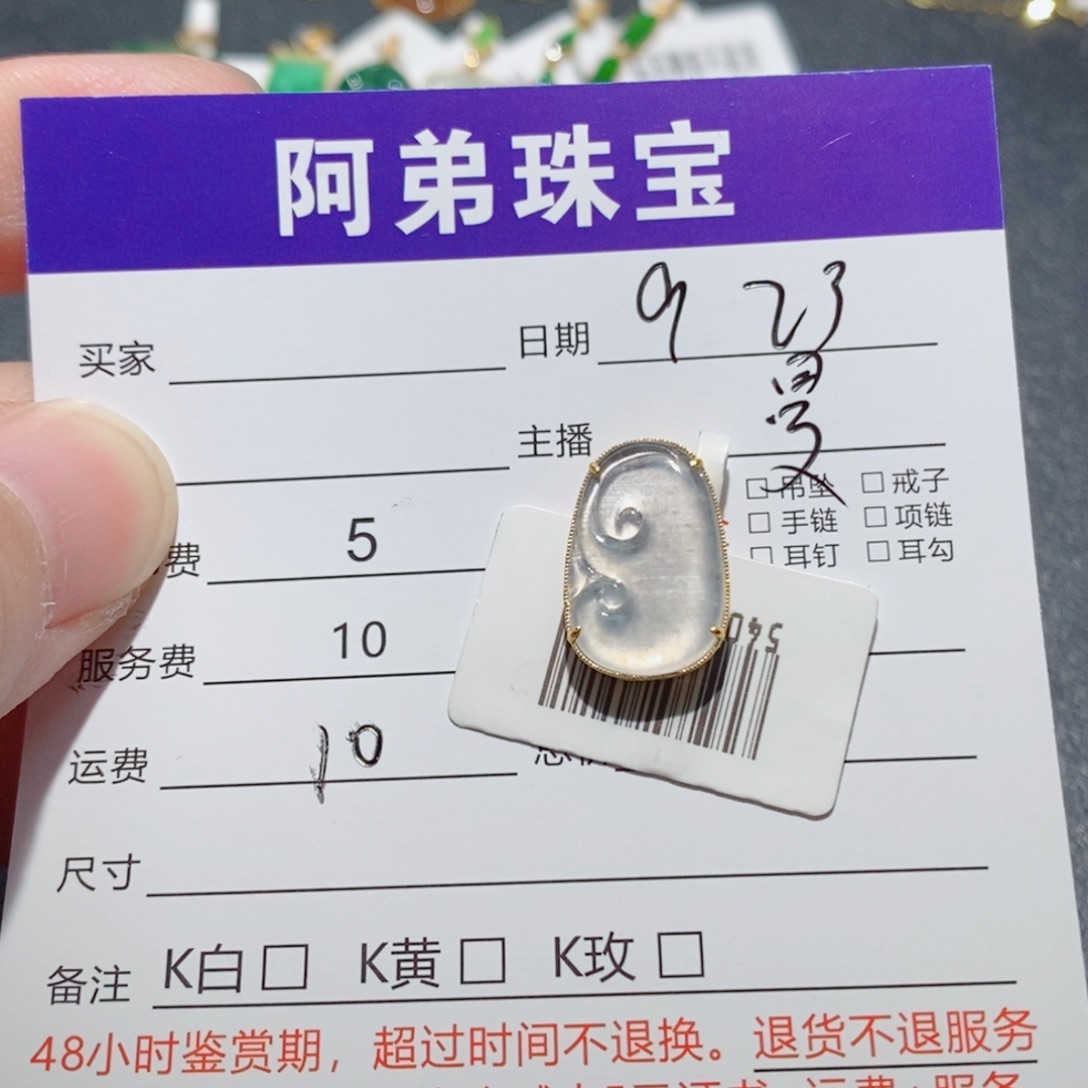 阿弟珠宝
买家 日期 9 23
主播 曼
吊坠 戒子
手链 项链
耳钉 耳勾
费 5
服务费 10
540
运费 10
尺寸
备注 K白 K黄 K玫
48小时鉴赏期，超过时间不退换。退货不退服务